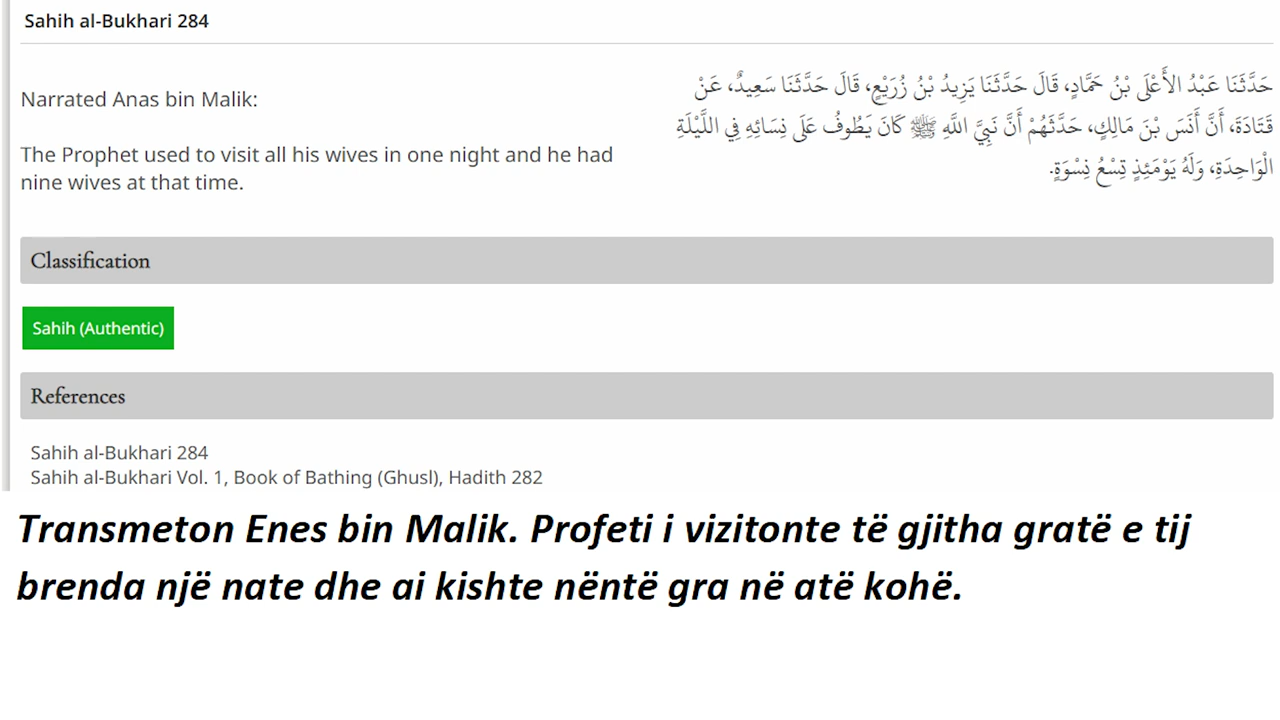 Sahih al-Bukhari 284
Narrated Anas bin Malik:
The Prophet used to visit all his wives in one night and he had
nine wives at that time.
حَدَّثَنَا عَبْدُ الأَعْلَى بْنُ حَمَّادٍ، قَالَ حَدَّثَنَا يَزِيدُ بْنُ زُرَيْعٍ، قَالَ حَدَّثَنَا سَعِيدٌ، عَنْ
قَتَادَةَ، أَنَّ أَنَسَ بْنَ مَالِكٍ، حَدَّثَهُمْ أَنَّ نَبِيَّ اللَّهِ ﷺ كَانَ يَطُوفُ عَلَى نِسَائِهِ فِي اللَّيْلَةِ
الْوَاحِدَةِ، وَلَهُ يَوْمَئِذٍ تِسْعُ نِسْوَةٍ.
Classification
Sahih (Authentic)
References
Sahih al-Bukhari 284
Sahih al-Bukhari Vol. 1, Book of Bathing (Ghusl), Hadith 282
Transmeton Enes bin Malik. Profeti i vizitonte të gjitha gratë e tij
brenda një nate dhe ai kishte nëntë gra në atë kohë.